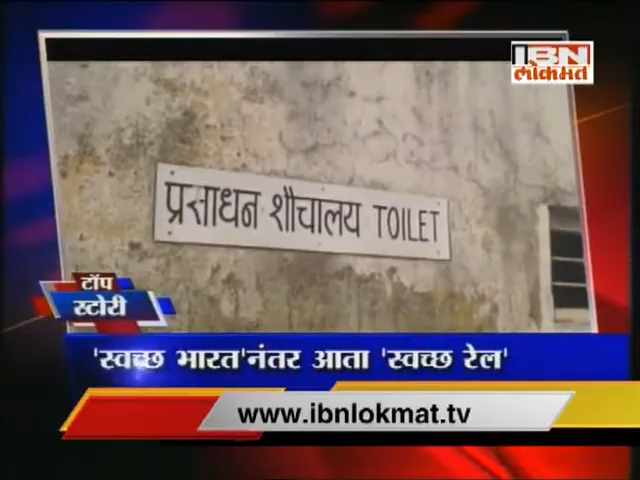 IBN
लोकमत
प्रसाधन शौचालय TOILET
टॉप
स्टोरी
'स्वच्छ भारत'नंतर आता 'स्वच्छ रेल'
www.ibnlokmat.tv